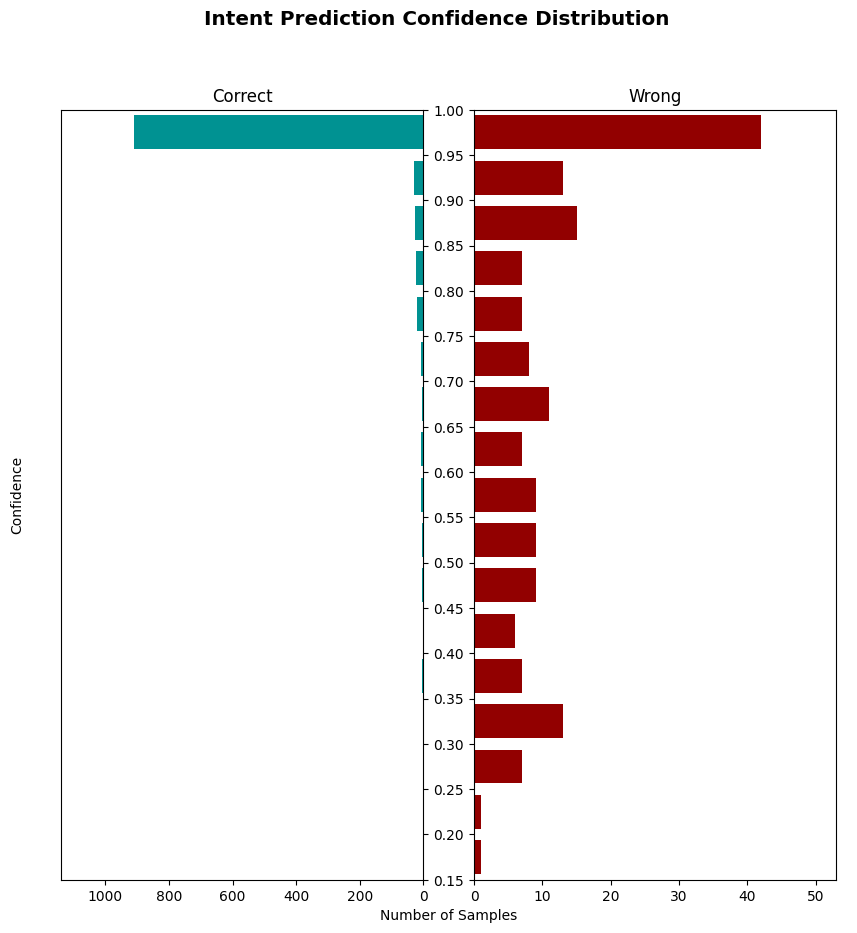 Intent Prediction Confidence Distribution
Correct
Wrong
1.00
0.95
0.90
0.85
0.80
0.75
0.70
0.65
0.60
0.55
0.50
0.45
0.40
0.35
0.30
0.25
0.20
0.15
Confidence
1000 800 600 400 200 0
0 10 20 30 40 50
Number of Samples